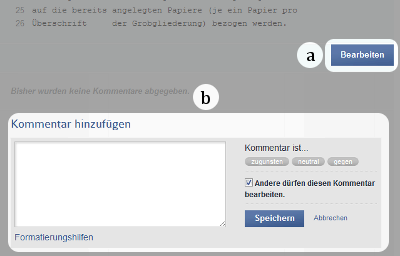 25 auf die bereits angelegten Papiere (je ein Papier pro
25 Überschrift der Grobgliederung) bezogen werden.
a Bearbeiten
Bisher wurden keine Kommentare abgegeben.
b
Kommentar hinzufügen
Kommentar ist...
zugunsten neutral gegen
Andere dürfen diesen Kommentar
bearbeiten.
Speichern Abbrechen
Formatierungshilfen